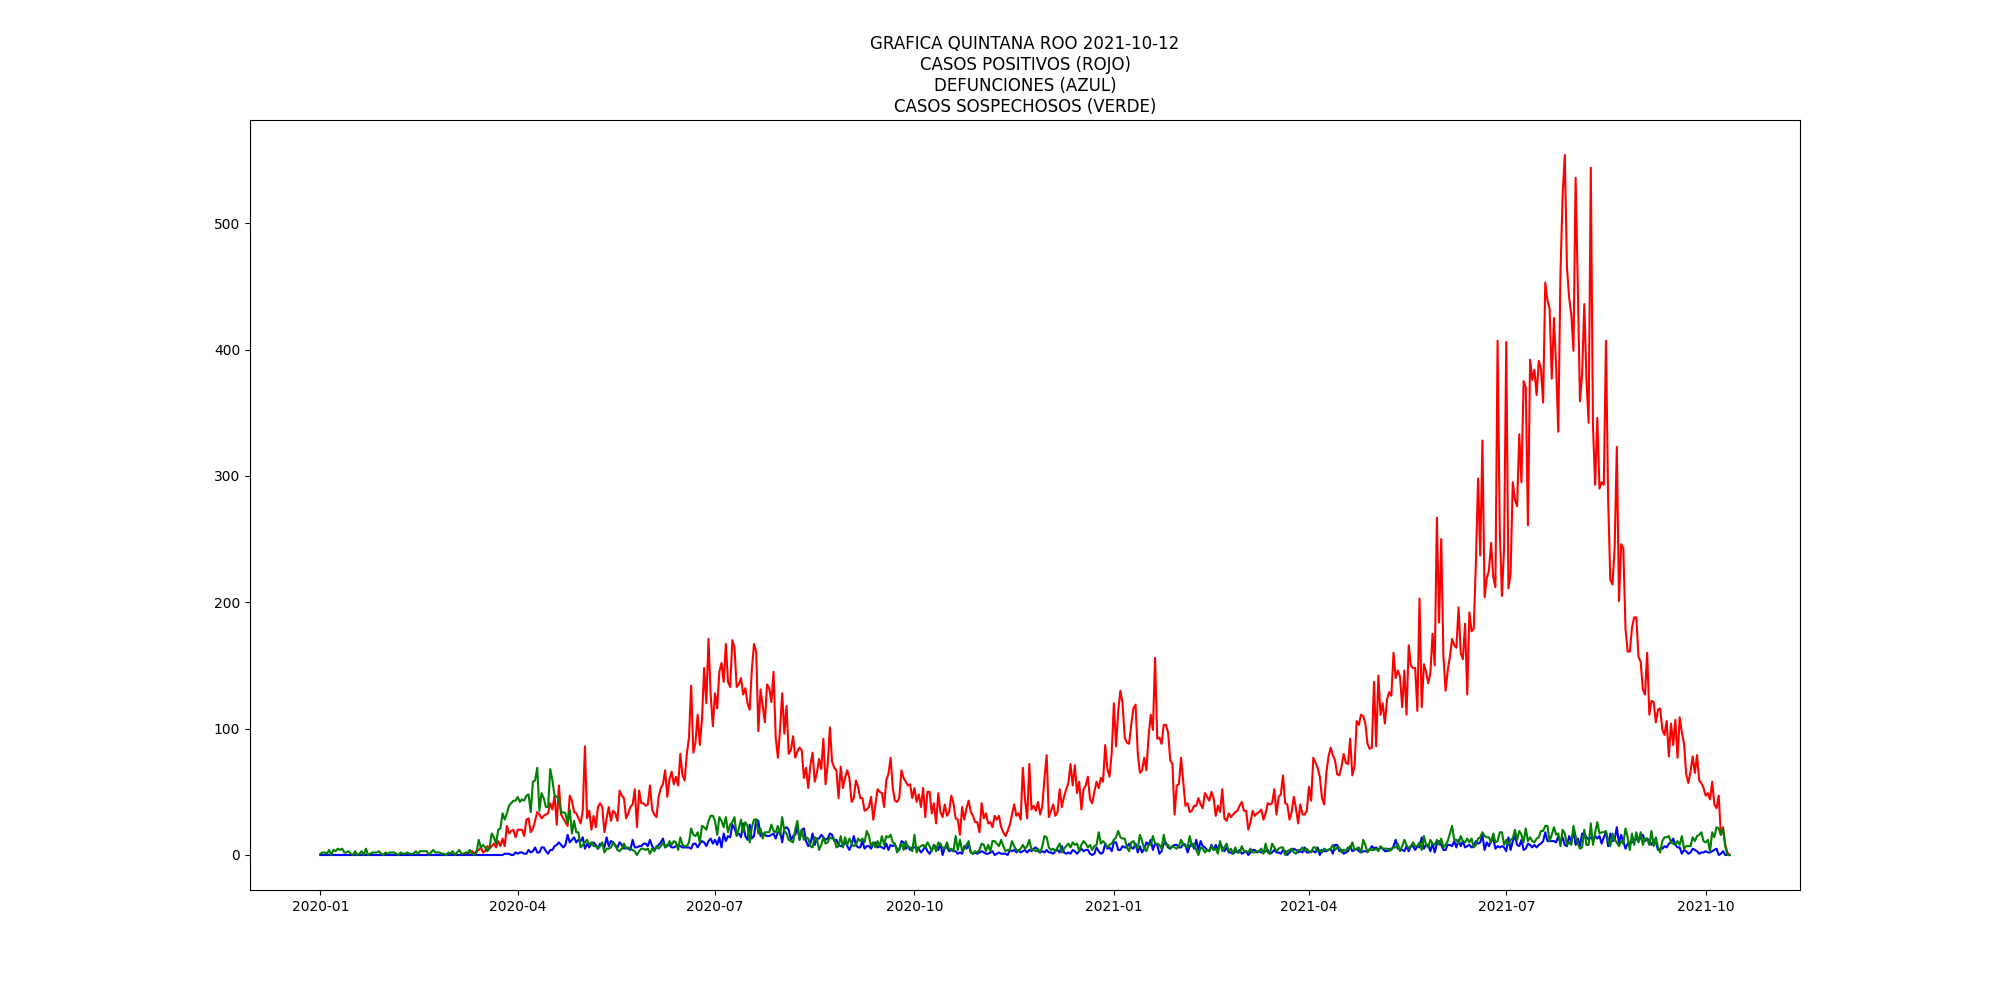 GRAFICA QUINTANA ROO 2021-10-12
CASOS POSITIVOS (ROJO)
DEFUNCIONES (AZUL)
CASOS SOSPECHOSOS (VERDE)
500
400
300
200
100
0
2020-01 2020-04 2020-07 2020-10 2021-01 2021-04 2021-07 2021-10